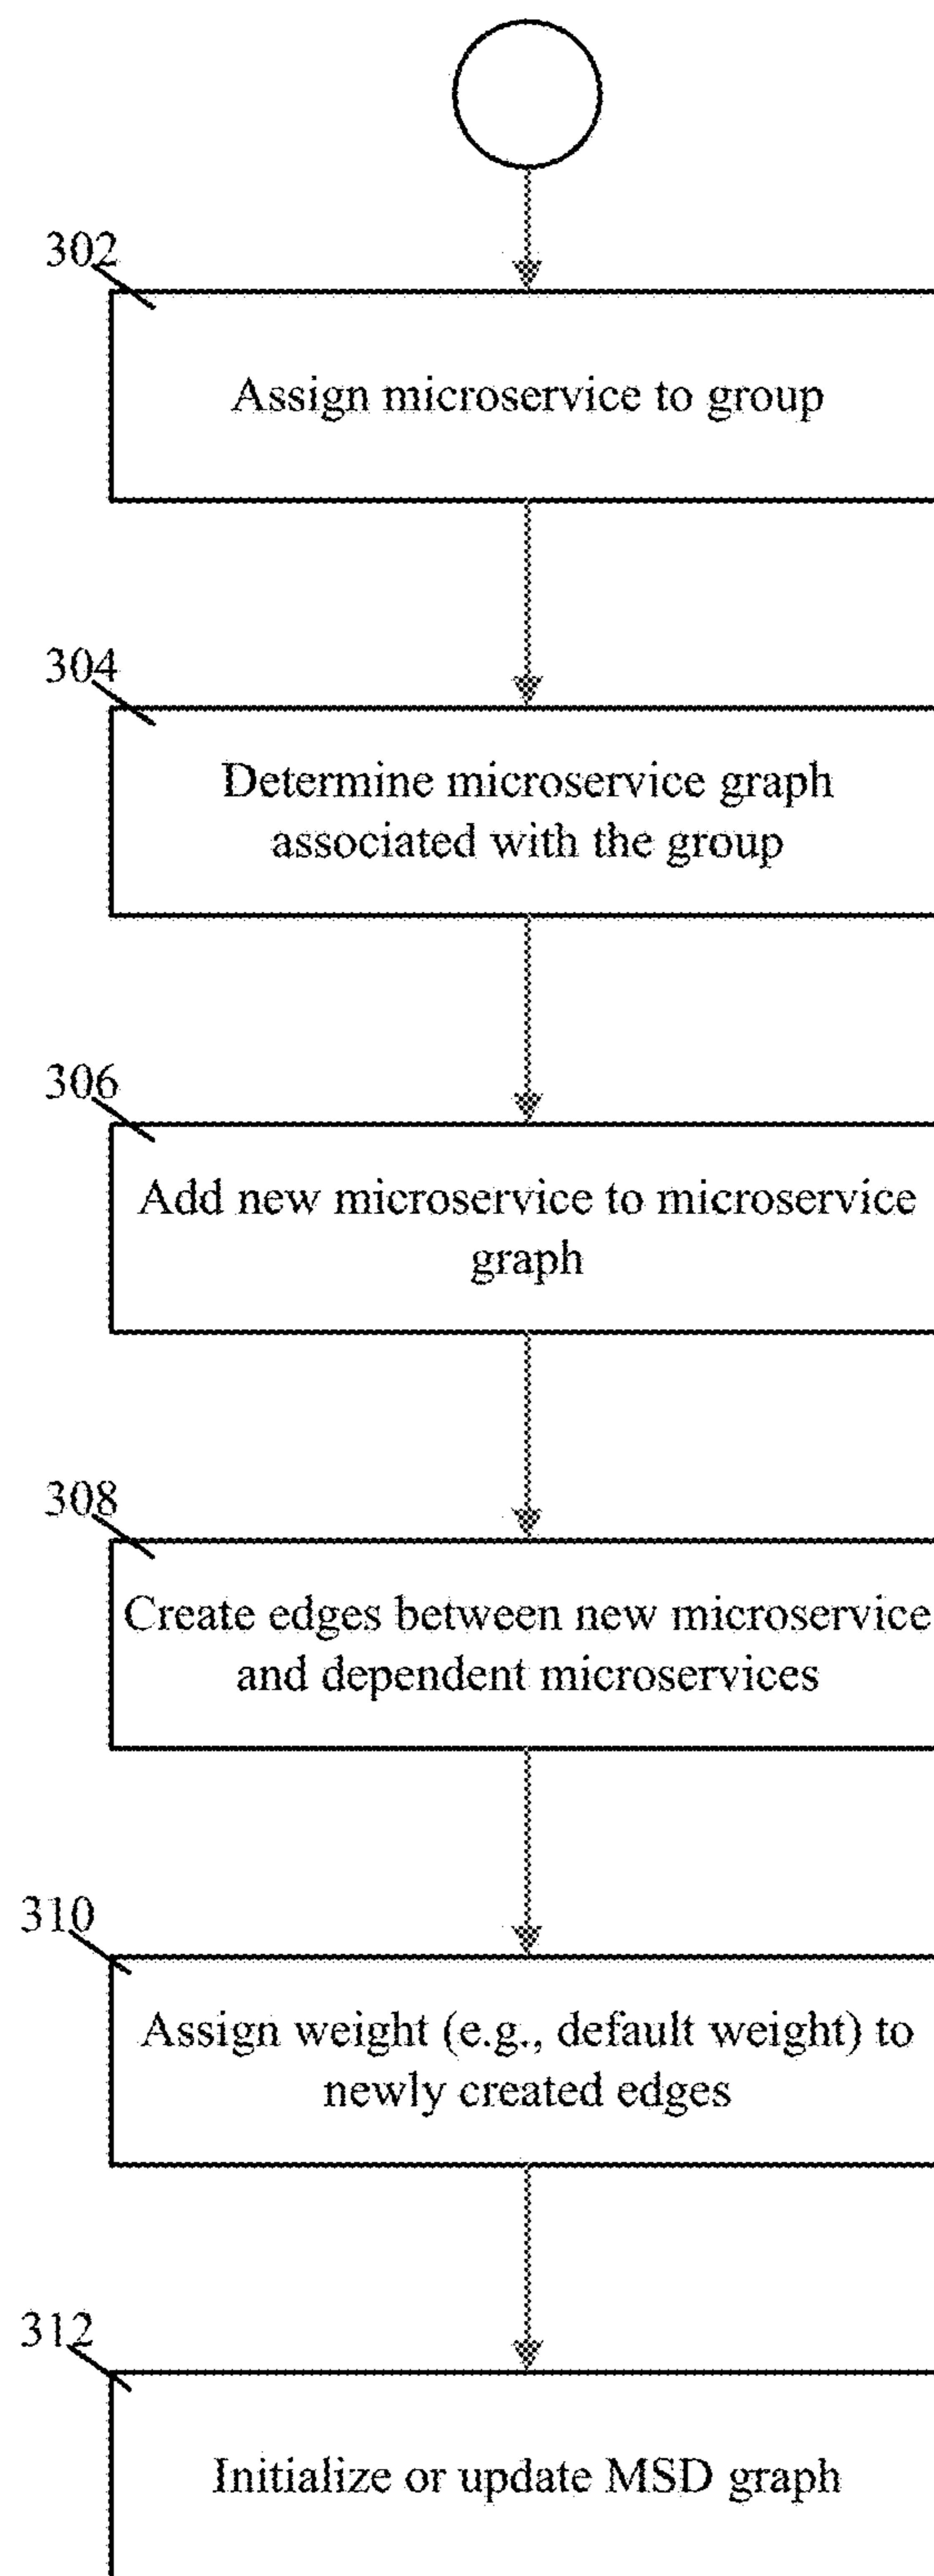 302
Assign microservice to group
304
Determine microservice graph
associated with the group
306
Add new microservice to microservice
graph
308
Create edges between new microservice
and dependent microservices
310
Assign weight (e.g., default weight) to
newly created edges
312
Initialize or update MSD graph